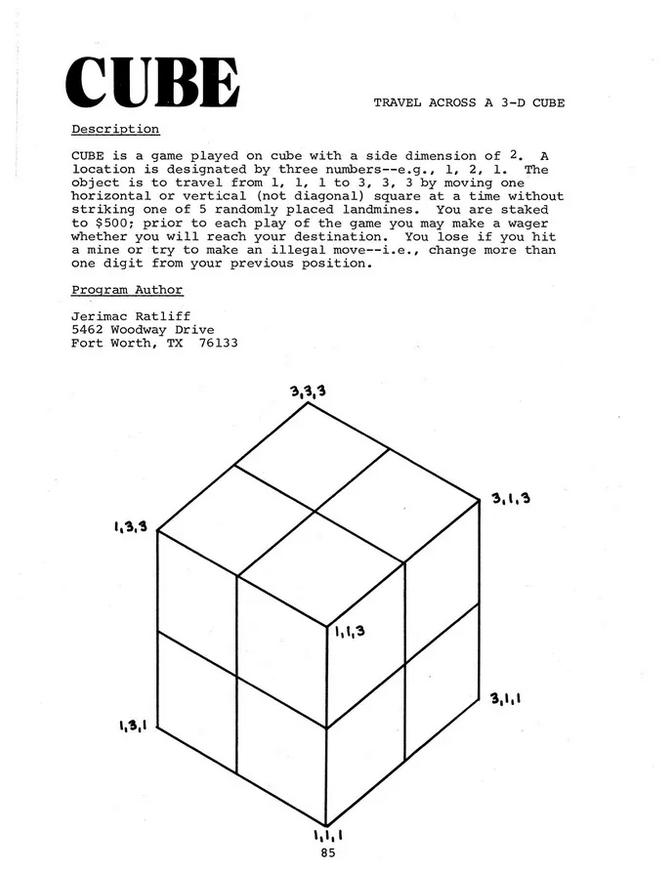 CUBE
TRAVEL ACROSS A 3-D CUBE
Description
CUBE is a game played on cube with a side dimension of 2. A
location is designated by three numbers--e.g., 1, 2, 1. The
object is to travel from 1, 1, 1 to 3, 3, 3 by moving one
horizontal or vertical (not diagonal) square at a time without
striking one of 5 randomly placed landmines. You are staked
to $500; prior to each play of the game you may make a wager
whether you will reach your destination. You lose if you hit
a mine or try to make an illegal move--i.e., change more than
one digit from your previous position.
Program Author
Jerimac Ratliff
5462 Woodway Drive
Fort Worth, TX 76133
3,3,3
3,1,3
1,3,3
1,1,3
3,1,1
1,3,1
1,1,1
85